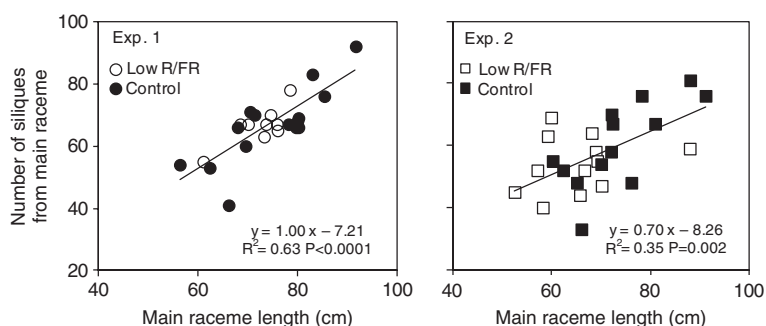 Number of siliques
from main raceme
100
80
60
40
20
Exp. 1
Low R/FR
Control
y = 1.00 x – 7.21
R²= 0.63 P<0.0001
40 60 80 100
Main raceme length (cm)
Exp. 2
Low R/FR
Control
y = 0.70 x – 8.26
R²= 0.35 P=0.002
40 60 80 100
Main raceme length (cm)